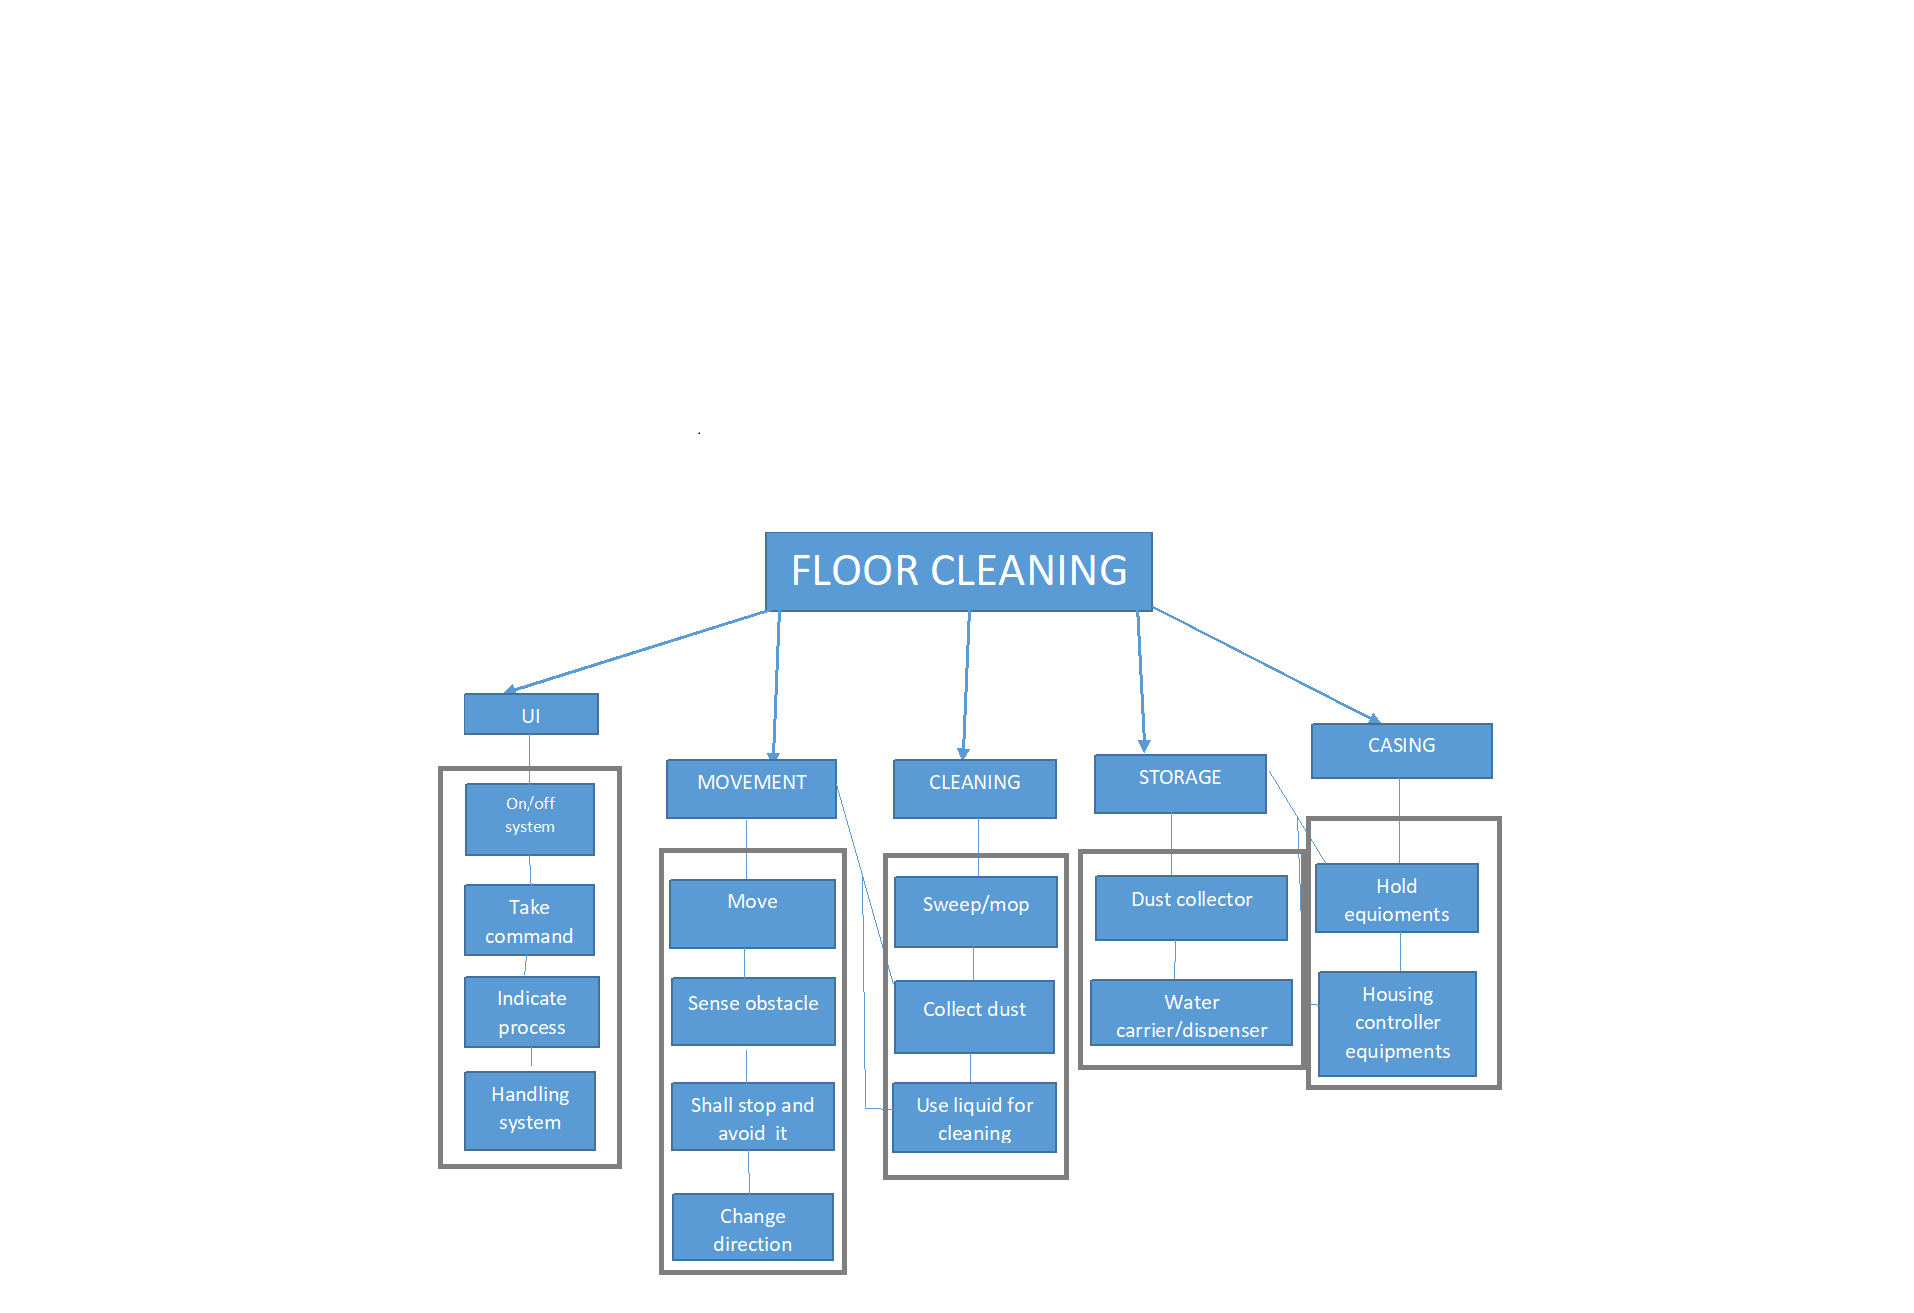 .
FLOOR CLEANING
UI
On/off
system
Take
command
Indicate
process
Handling
system
MOVEMENT
Move
Sense obstacle
Shall stop and
avoid it
Change
direction
CLEANING
Sweep/mop
Collect dust
Use liquid for
cleaning
STORAGE
Dust collector
Water
carrier/dispenser
CASING
Hold
equioments
Housing
controller
equipments